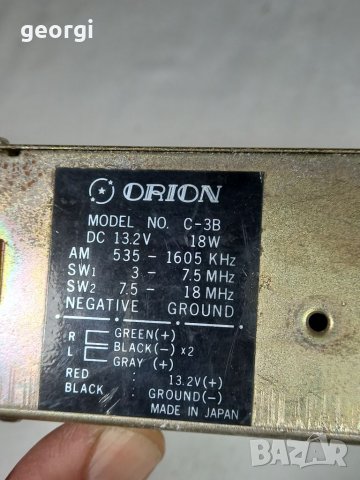 georgi
ORION
MODEL NO. C-3B
DC 13.2V 18W
AM 535 - 1605 KHz
SW1 3 - 7.5 MHz
SW2 7.5 - 18 MHz
NEGATIVE GROUND
R GREEN(+)
BLACK(-) x2
L GRAY (+)
RED : 13.2V(+)
BLACK : GROUND(-)
MADE IN JAPAN
BAZAR